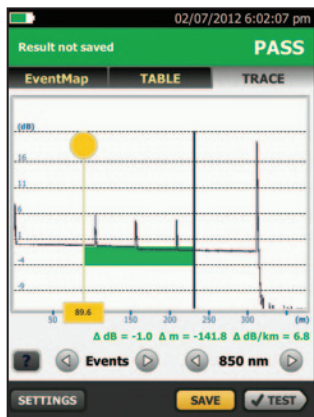 02/07/2012 6:02:07 pm
Result not saved PASS
EventMap TABLE TRACE
(dB)
16
11
6
1
-4
-9
50 89.6 150 200 250 300 (m)
Δ dB = -1.0 Δ m = -141.8 Δ dB/km = 6.8
? Events 850 nm
SETTINGS SAVE ✓TEST